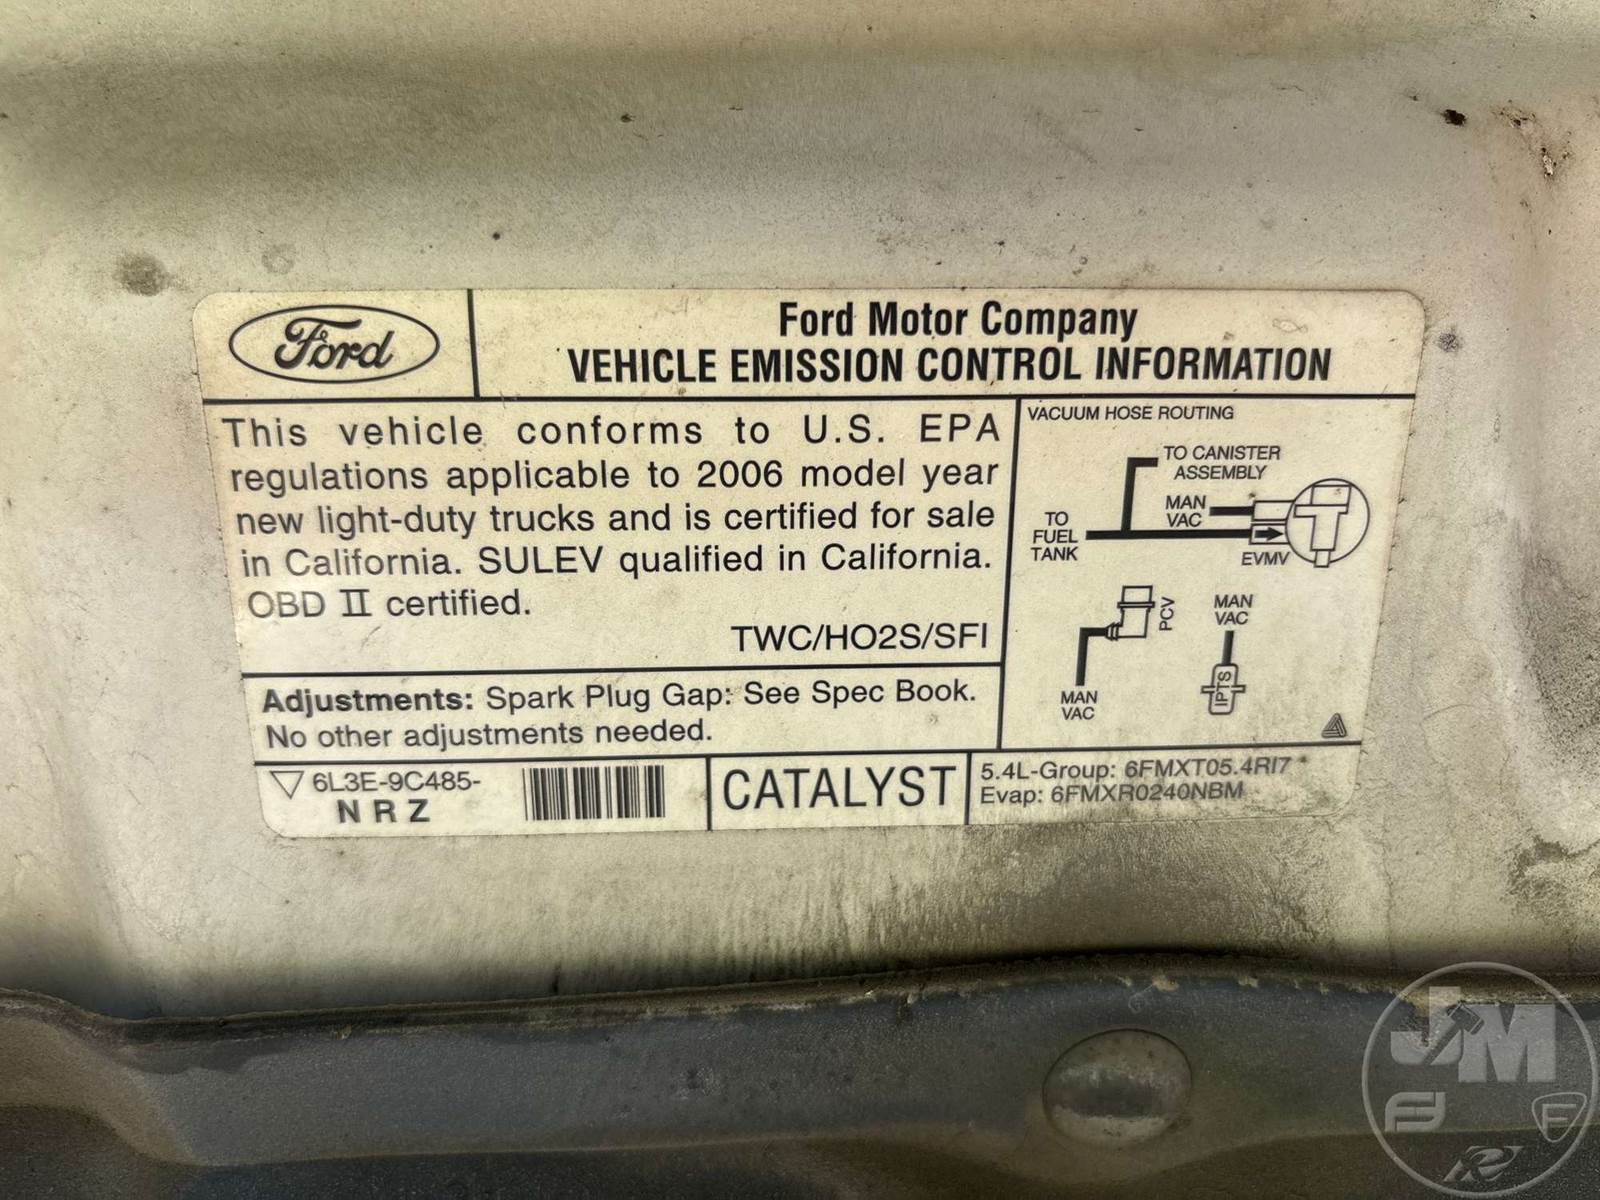 Ford
Ford Motor Company
VEHICLE EMISSION CONTROL INFORMATION
This vehicle conforms to U.S. EPA
regulations applicable to 2006 model year
new light-duty trucks and is certified for sale
in California. SULEV qualified in California.
OBD II certified.
TWC/HO2S/SFI
Adjustments: Spark Plug Gap: See Spec Book.
No other adjustments needed.
6L3E-9C485-
N R Z
CATALYST
5.4L-Group: 6FMXT05.4RI7
Evap: 6FMXR0240NBM
VACUUM HOSE ROUTING
TO CANISTER
ASSEMBLY
MAN
VAC
TO
FUEL
TANK
EVMV
PCV
MAN
VAC
MAN
VAC
IPTS
JM